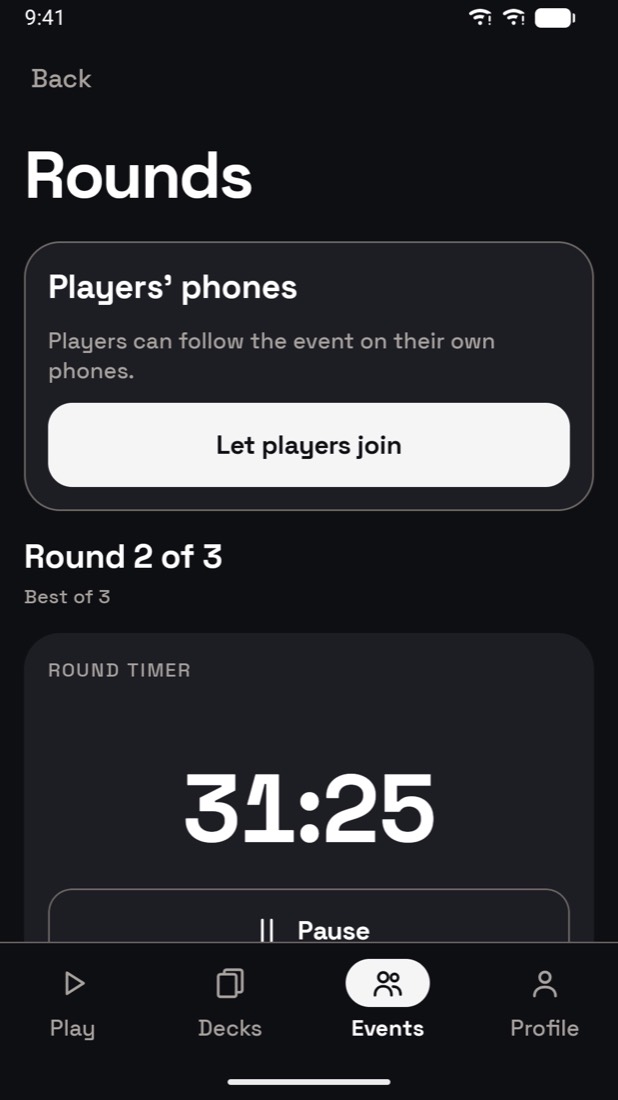 9:41
Back
Rounds
Players’ phones
Players can follow the event on their own
phones.
Let players join
Round 2 of 3
Best of 3
ROUND TIMER
31:25
Pause
Play
Decks
Events
Profile